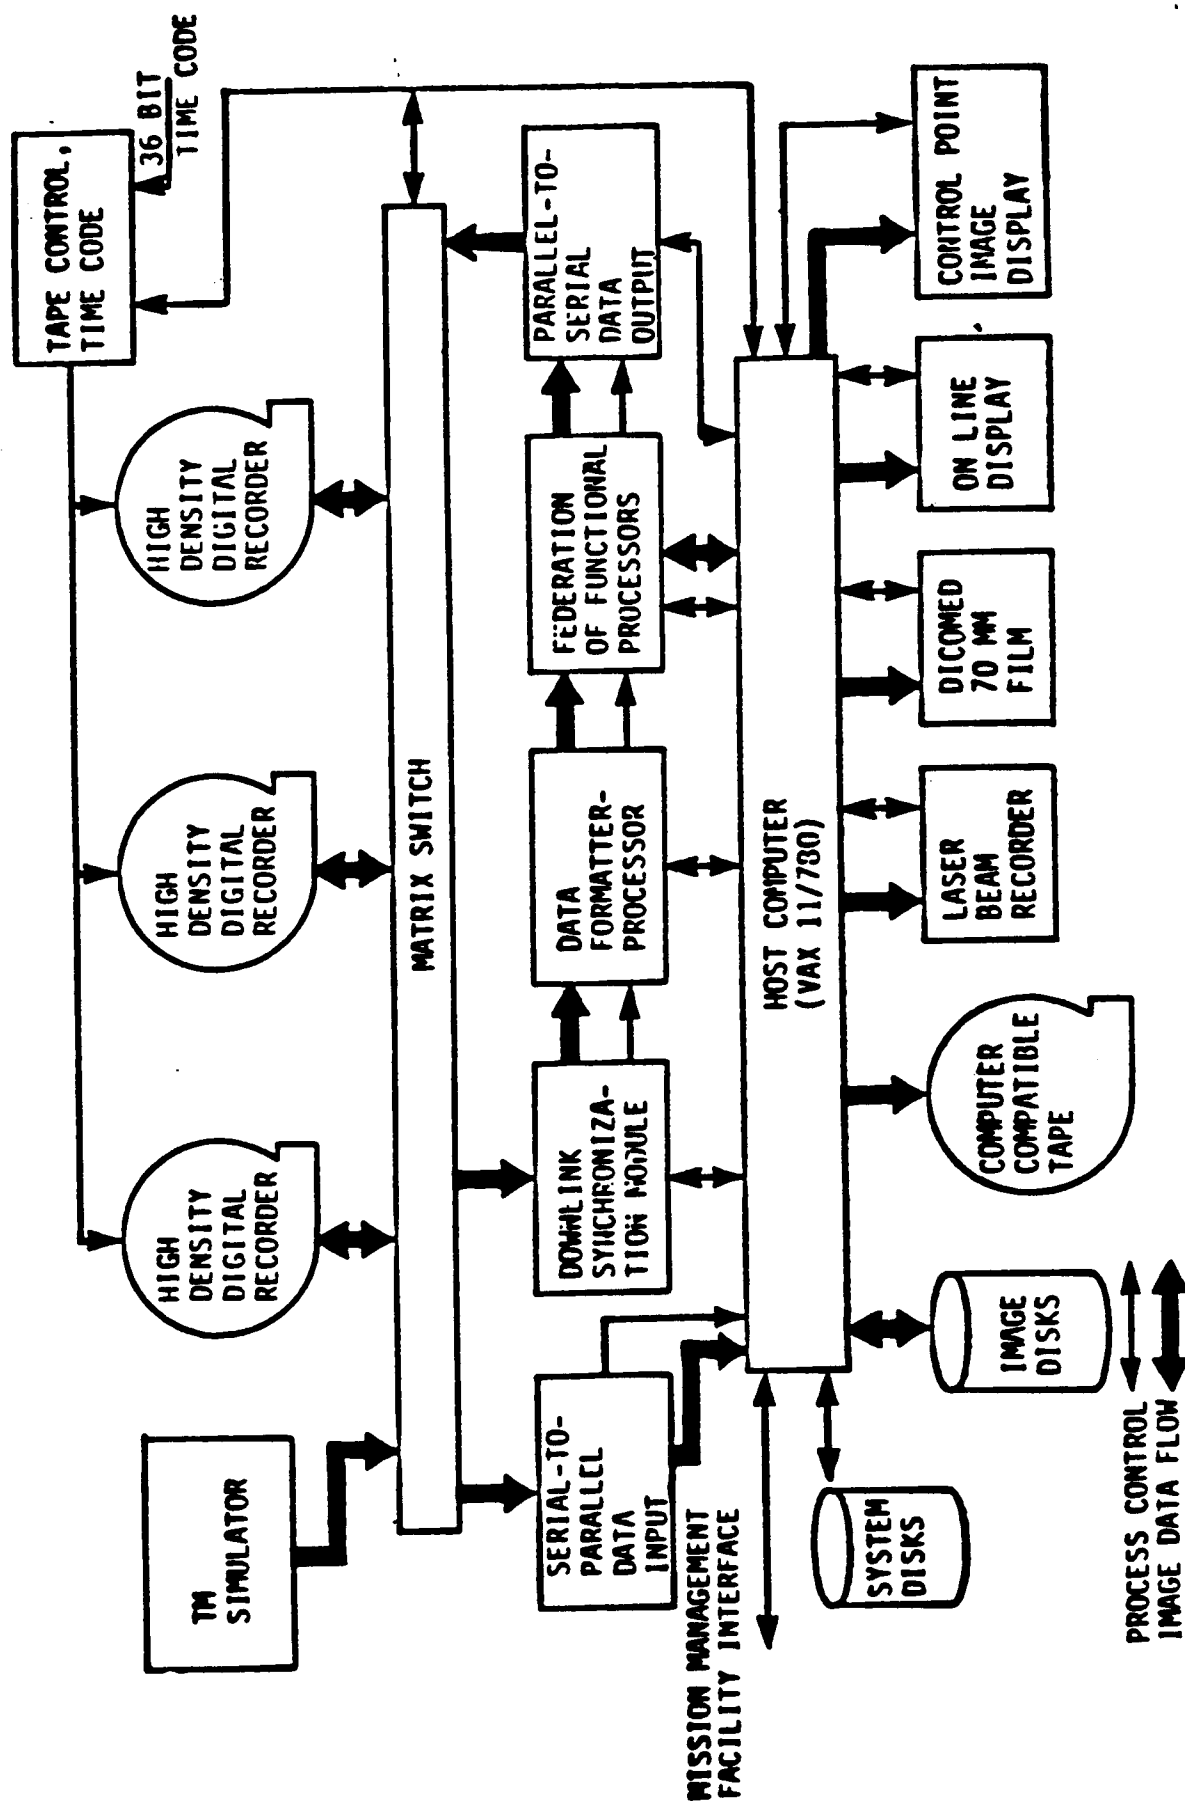 TAPE CONTROL,
TIME CODE
36 BIT
TIME CODE
HIGH
DENSITY
DIGITAL
RECORDER
HIGH
DENSITY
DIGITAL
RECORDER
HIGH
DENSITY
DIGITAL
RECORDER
TM
SIMULATOR
MATRIX SWITCH
SERIAL-TO-
PARALLEL
DATA
INPUT
DOWNLINK
SYNCHRONIZA-
TION MODULE
DATA
FORMATTER-
PROCESSOR
FEDERATION
OF FUNCTIONAL
PROCESSORS
PARALLEL-TO-
SERIAL
DATA
OUTPUT
MISSION MANAGEMENT
FACILITY INTERFACE
HOST COMPUTER
(VAX 11/780)
SYSTEM
DISKS
IMAGE
DISKS
COMPUTER
COMPATIBLE
TAPE
LASER
BEAM
RECORDER
DICOMED
70 MM
FILM
ON LINE
DISPLAY
CONTROL POINT
IMAGE
DISPLAY
PROCESS CONTROL
IMAGE DATA FLOW